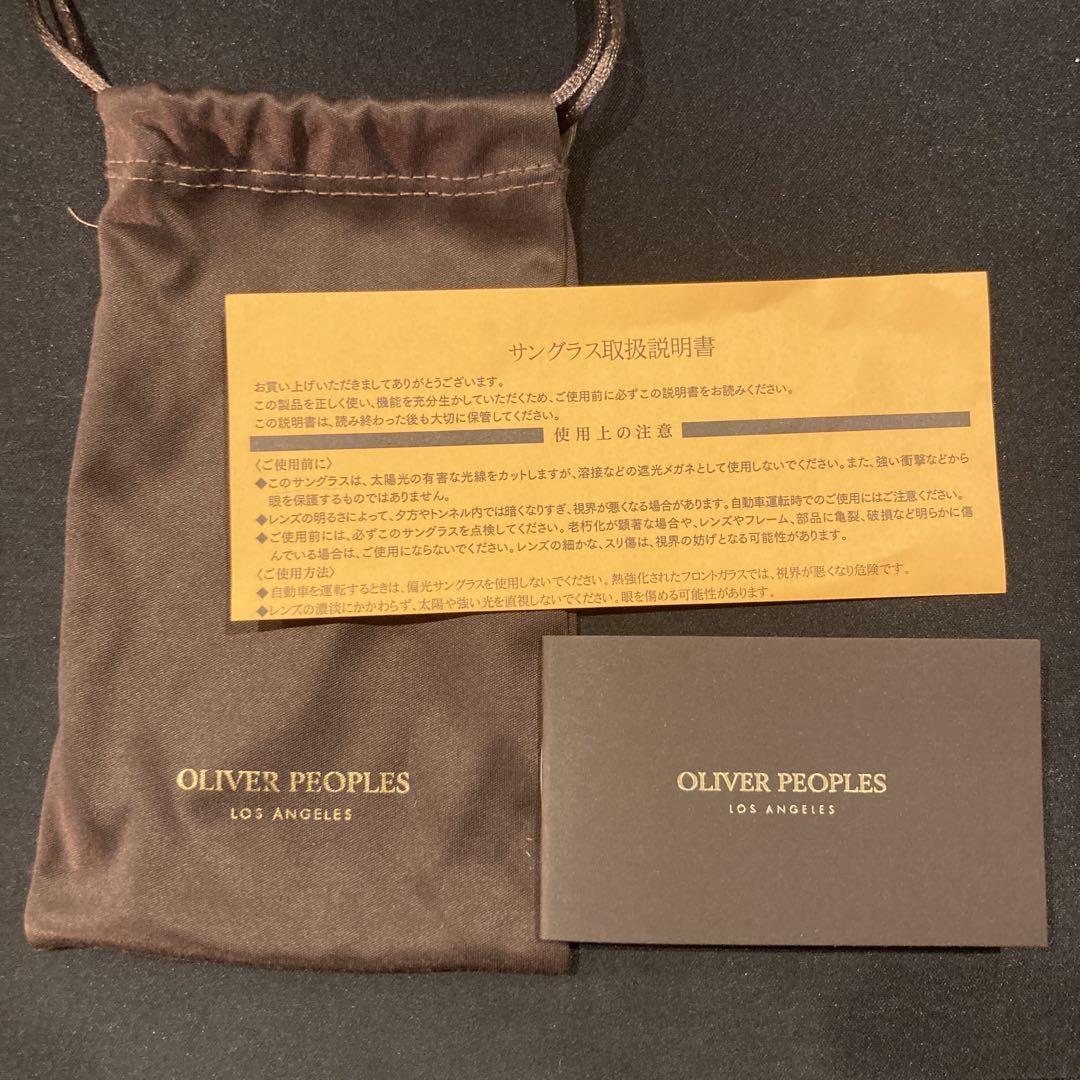 サングラス取扱説明書
お買い上げいただきましてありがとうございます。
この製品を正しく使い、機能を充分生かしていただくため、ご使用前に必ずこの説明書をお読みください。
この説明書は、読み終わった後も大切に保管してください。
使用上の注意
〈ご使用前に〉
◆このサングラスは、太陽光の有害な光線をカットしますが、溶接などの遮光メガネとして使用しないでください。また、強い衝撃などから
眼を保護するものではありません。
◆レンズの明るさによって、夕方やトンネル内では暗くなりすぎ、視界が悪くなる場合があります。自動車運転時でのご使用にはご注意ください。
◆ご使用前には、必ずこのサングラスを点検してください。老朽化が顕著な場合や、レンズやフレーム、部品に亀裂、破損など明らかに傷
んでいる場合は、ご使用にならないでください。レンズの細かな、スリ傷は、視界の妨げとなる可能性があります。
〈ご使用方法〉
◆自動車を運転するときは、偏光サングラスを使用しないでください。熱強化されたフロントガラスでは、視界が悪くなり危険です。
◆レンズの濃淡にかかわらず、太陽や強い光を直視しないでください。眼を傷める可能性があります。
OLIVER PEOPLES
LOS ANGELES
OLIVER PEOPLES
LOS ANGELES